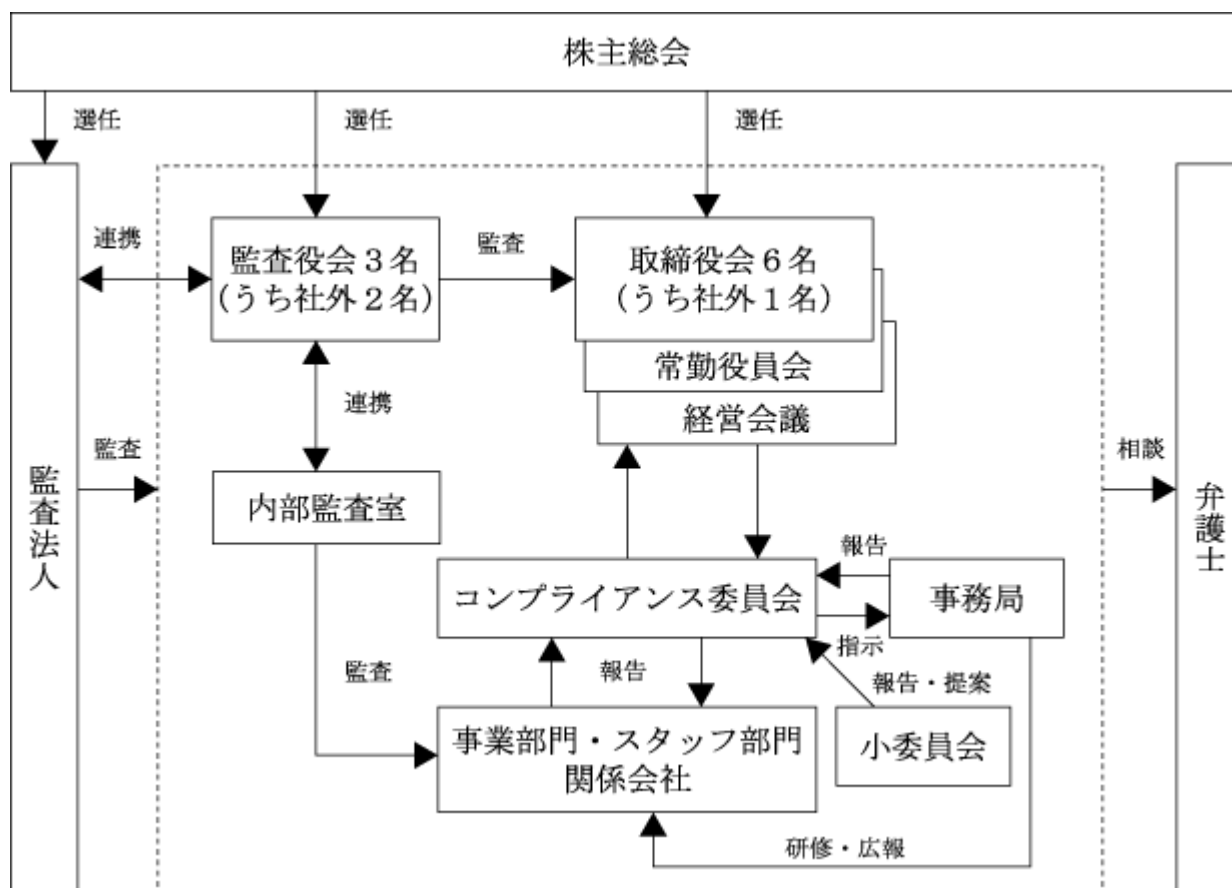 株主総会
選任
選任
選任
連携
監査役会３名
(うち社外２名)
監査
取締役会６名
(うち社外１名)
常勤役員会
経営会議
連携
監査
監査法人
内部監査室
相談
弁護士
コンプライアンス委員会
報告
事務局
指示
監査
報告
報告・提案
事業部門・スタッフ部門
関係会社
小委員会
研修・広報